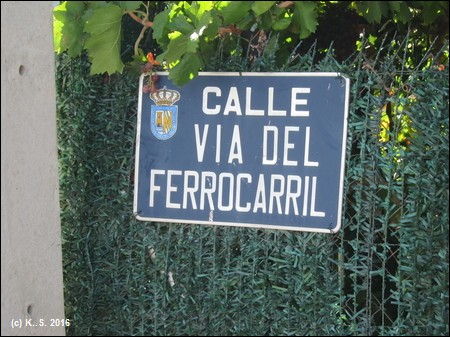 CALLE
VIA DEL
FERROCARRIL
(c) K.. S. 2016